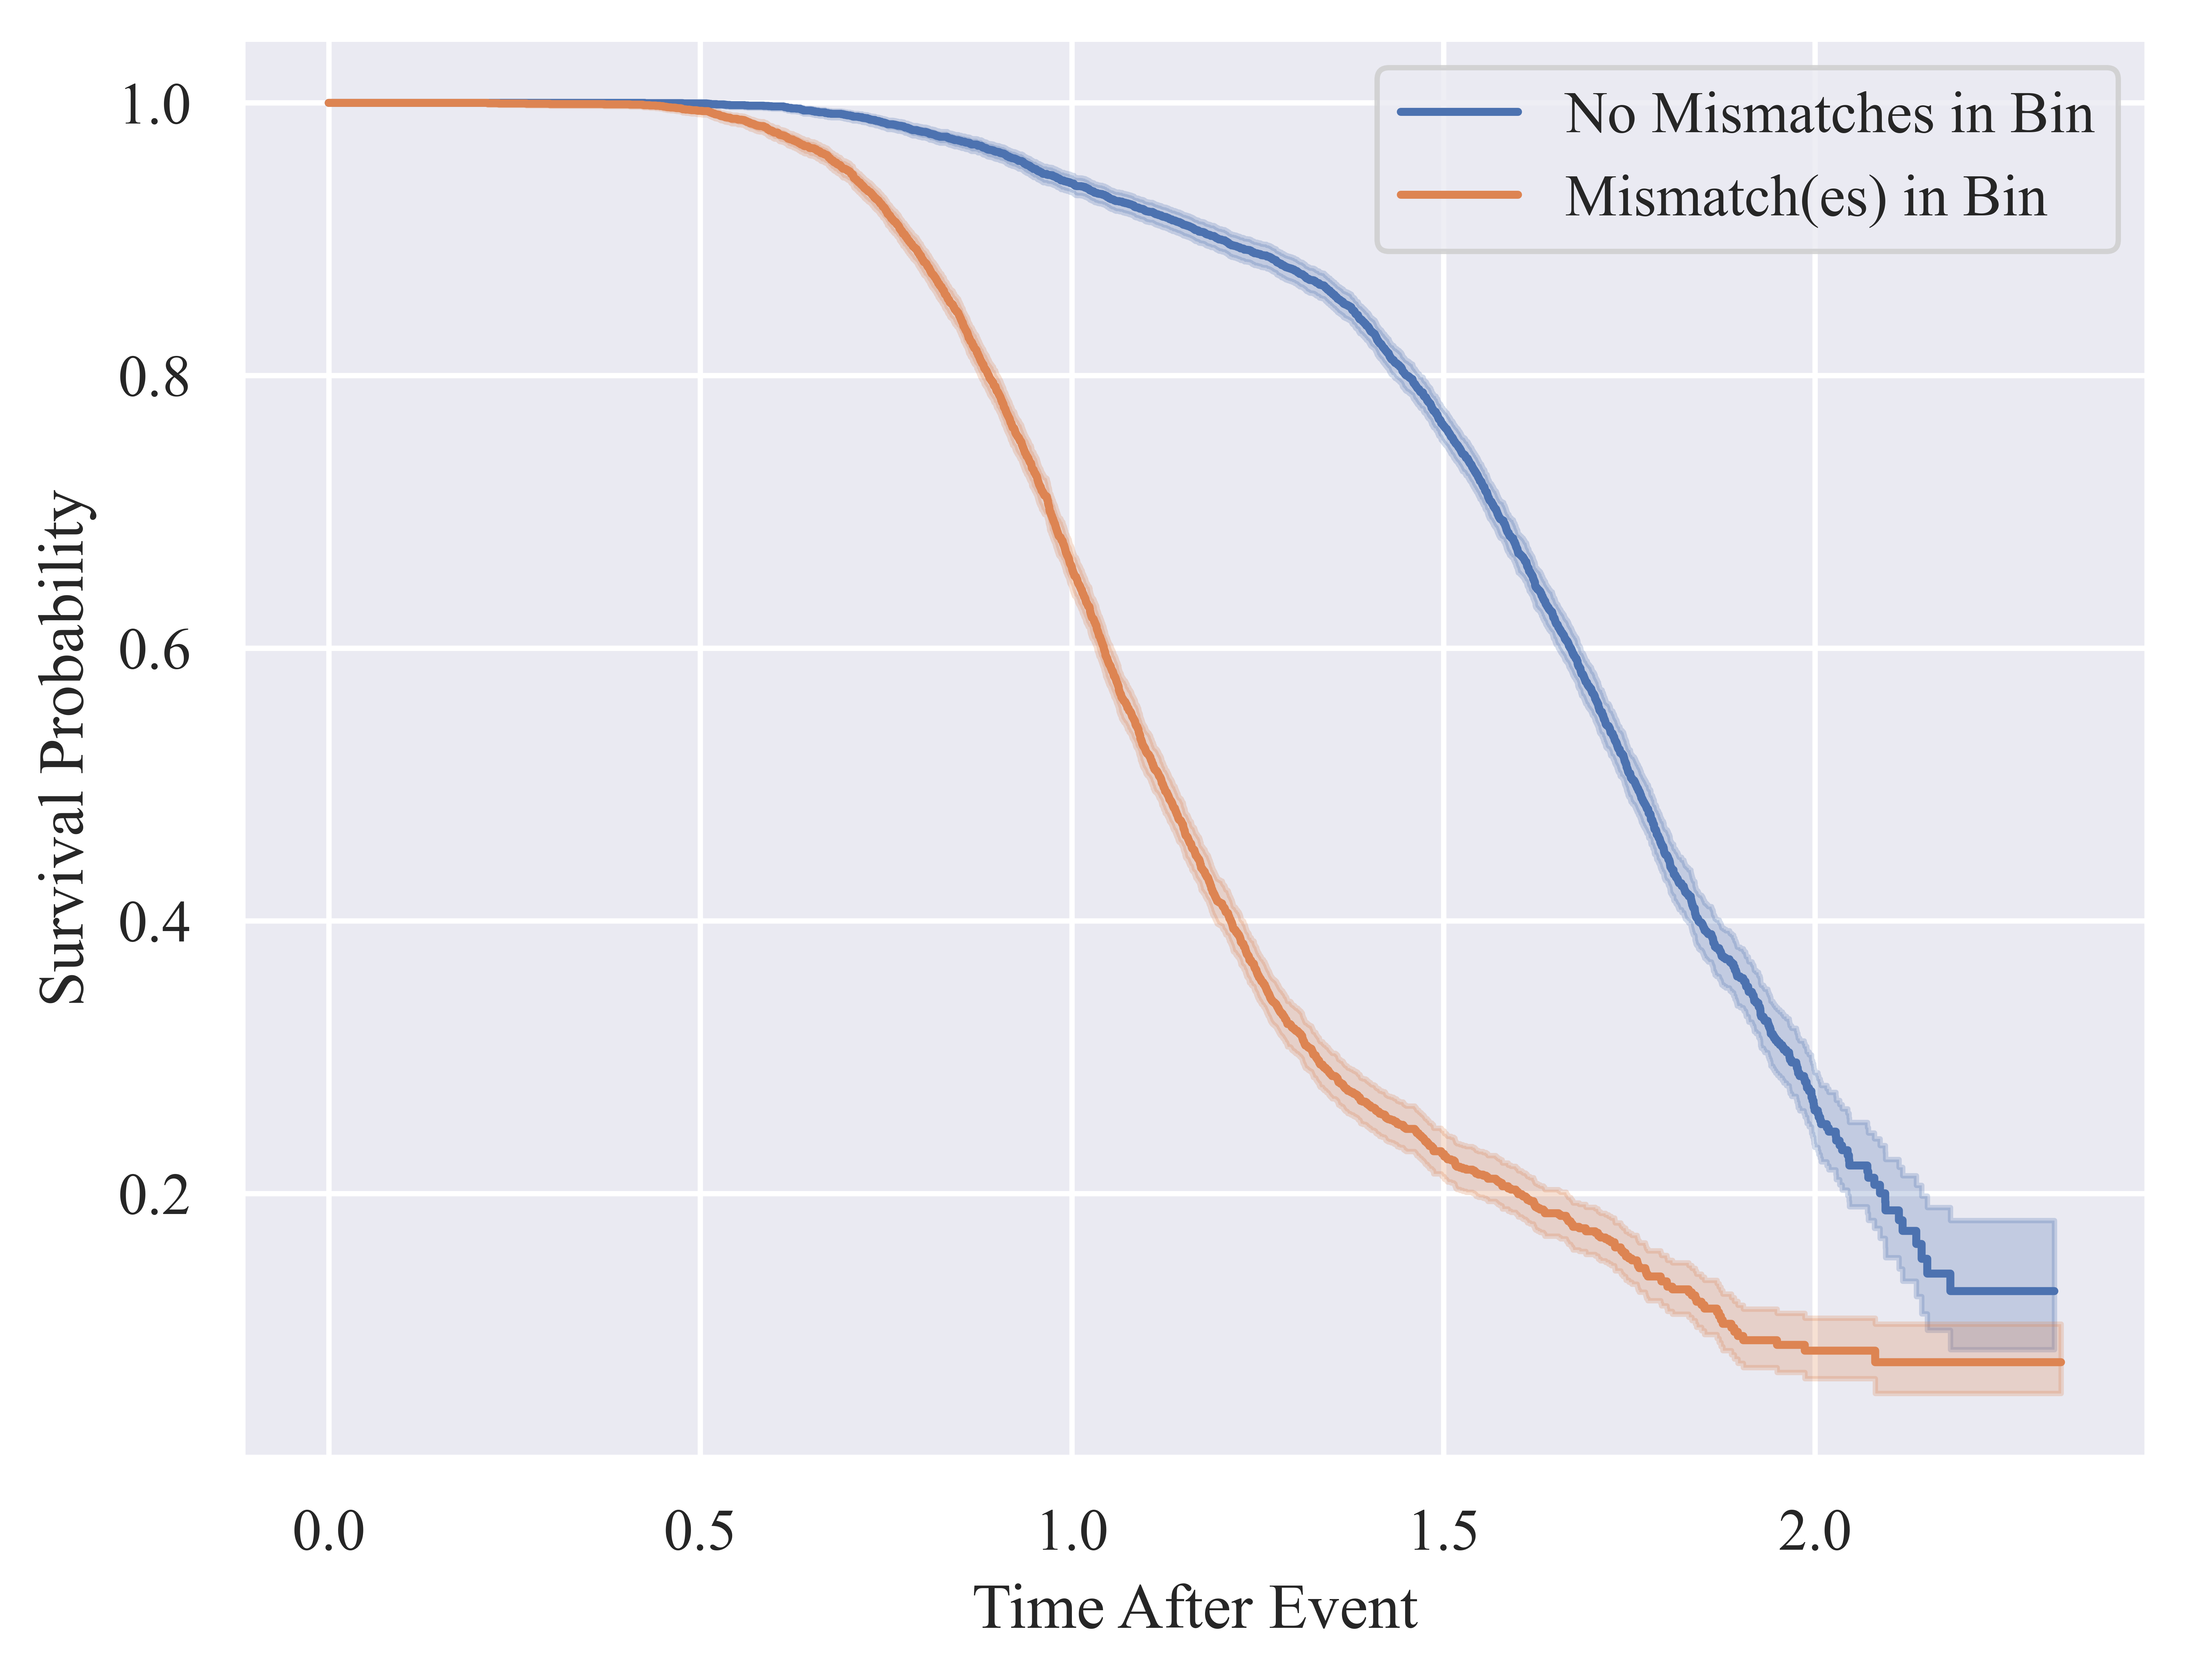 No Mismatches in Bin
Mismatch(es) in Bin
1.0
0.8
0.6
0.4
0.2
Survival Probability
0.0 0.5 1.0 1.5 2.0
Time After Event